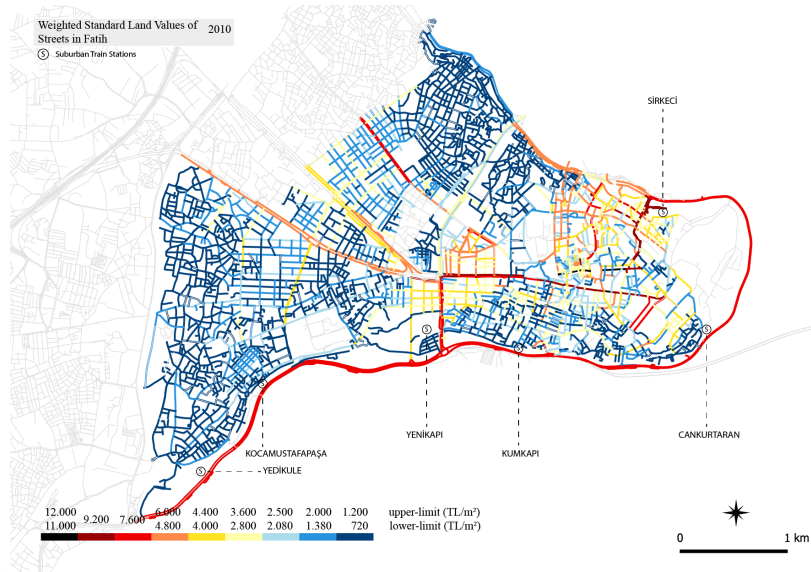 Weighted Standard Land Values of 2010
Streets in Fatih
S Suburban Train Stations
SİRKECİ
S
S
S
S
S
S
KOCAMUSTAFAPAŞA
YENİKAPI
KUMKAPI
CANKURTARAN
YEDİKULE
12.000 9.200 7.600 6.000 4.400 3.600 2.500 2.000 1.200 upper-limit (TL/m²)
11.000 4.800 4.000 2.800 2.080 1.380 720 lower-limit (TL/m²)
0 1 km